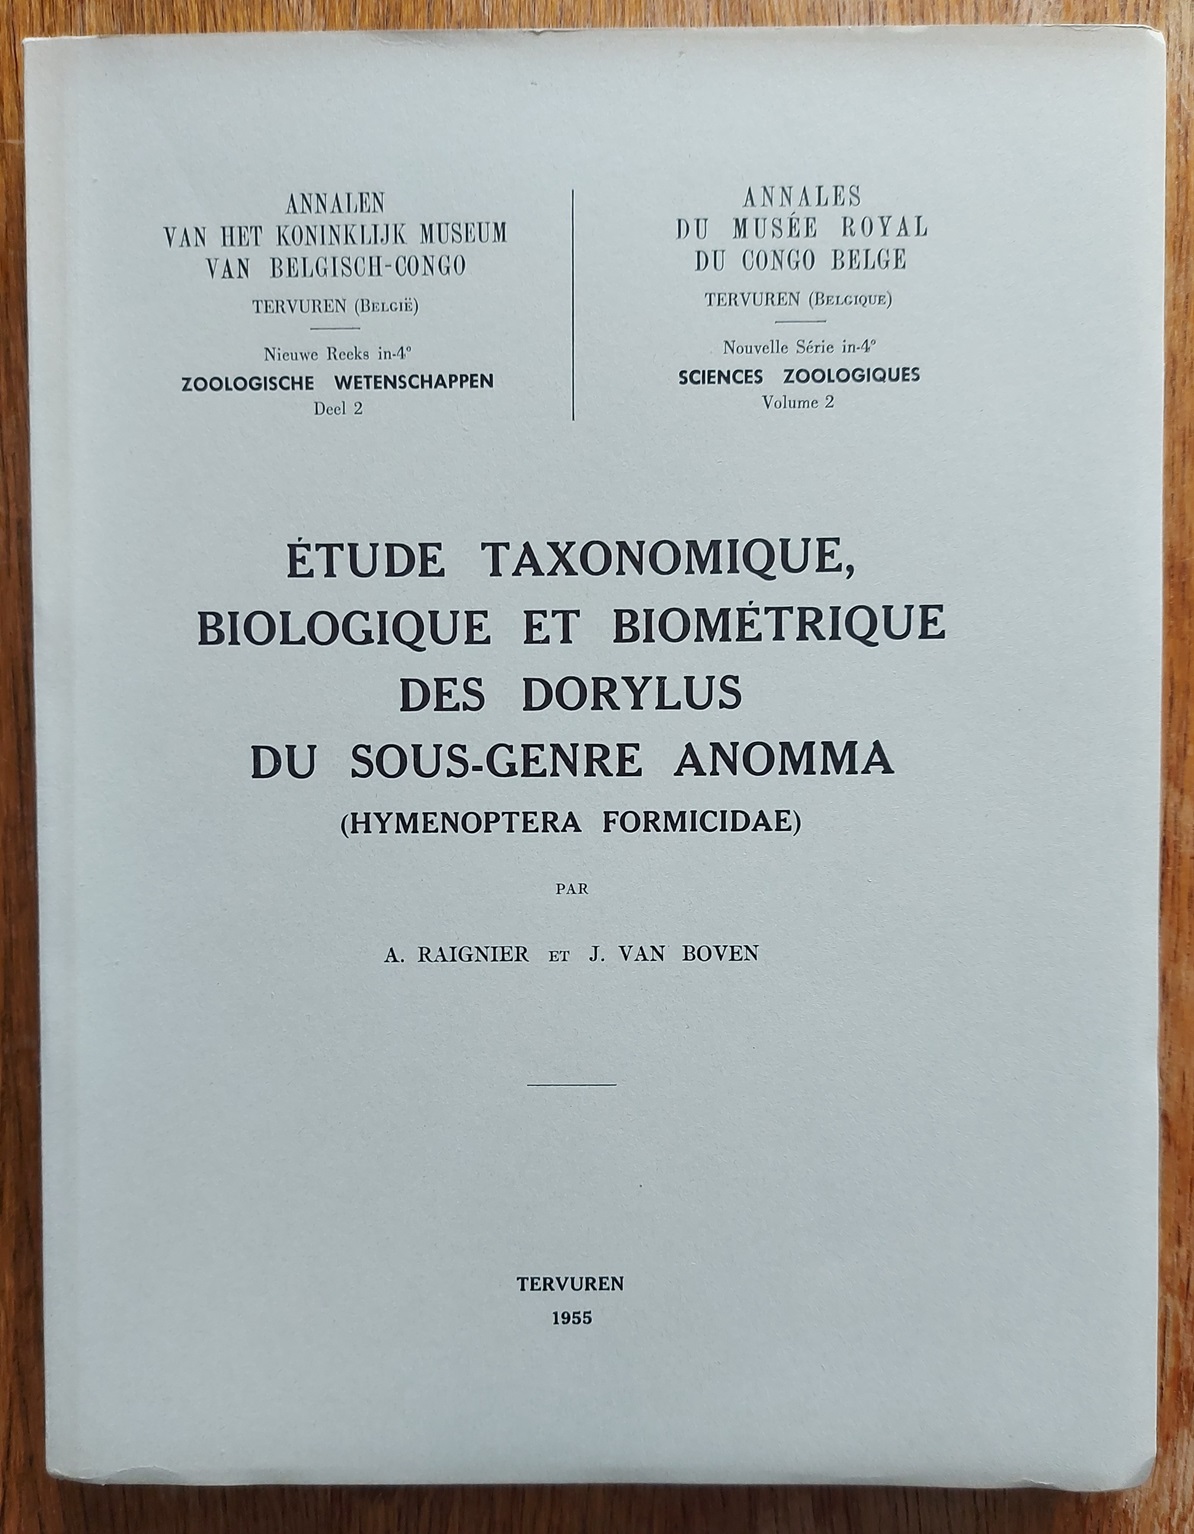 ANNALEN
VAN HET KONINKLIJK MUSEUM
VAN BELGISCH-CONGO
TERVUREN (BELGIË)
Nieuwe Reeks in-4°
ZOOLOGISCHE WETENSCHAPPEN
Deel 2
ANNALES
DU MUSÉE ROYAL
DU CONGO BELGE
TERVUREN (BELGIQUE)
Nouvelle Série in-4°
SCIENCES ZOOLOGIQUES
Volume 2
ÉTUDE TAXONOMIQUE,
BIOLOGIQUE ET BIOMÉTRIQUE
DES DORYLUS
DU SOUS-GENRE ANOMMA
(HYMENOPTERA FORMICIDAE)
PAR
A. RAIGNIER ET J. VAN BOVEN
TERVUREN
1955